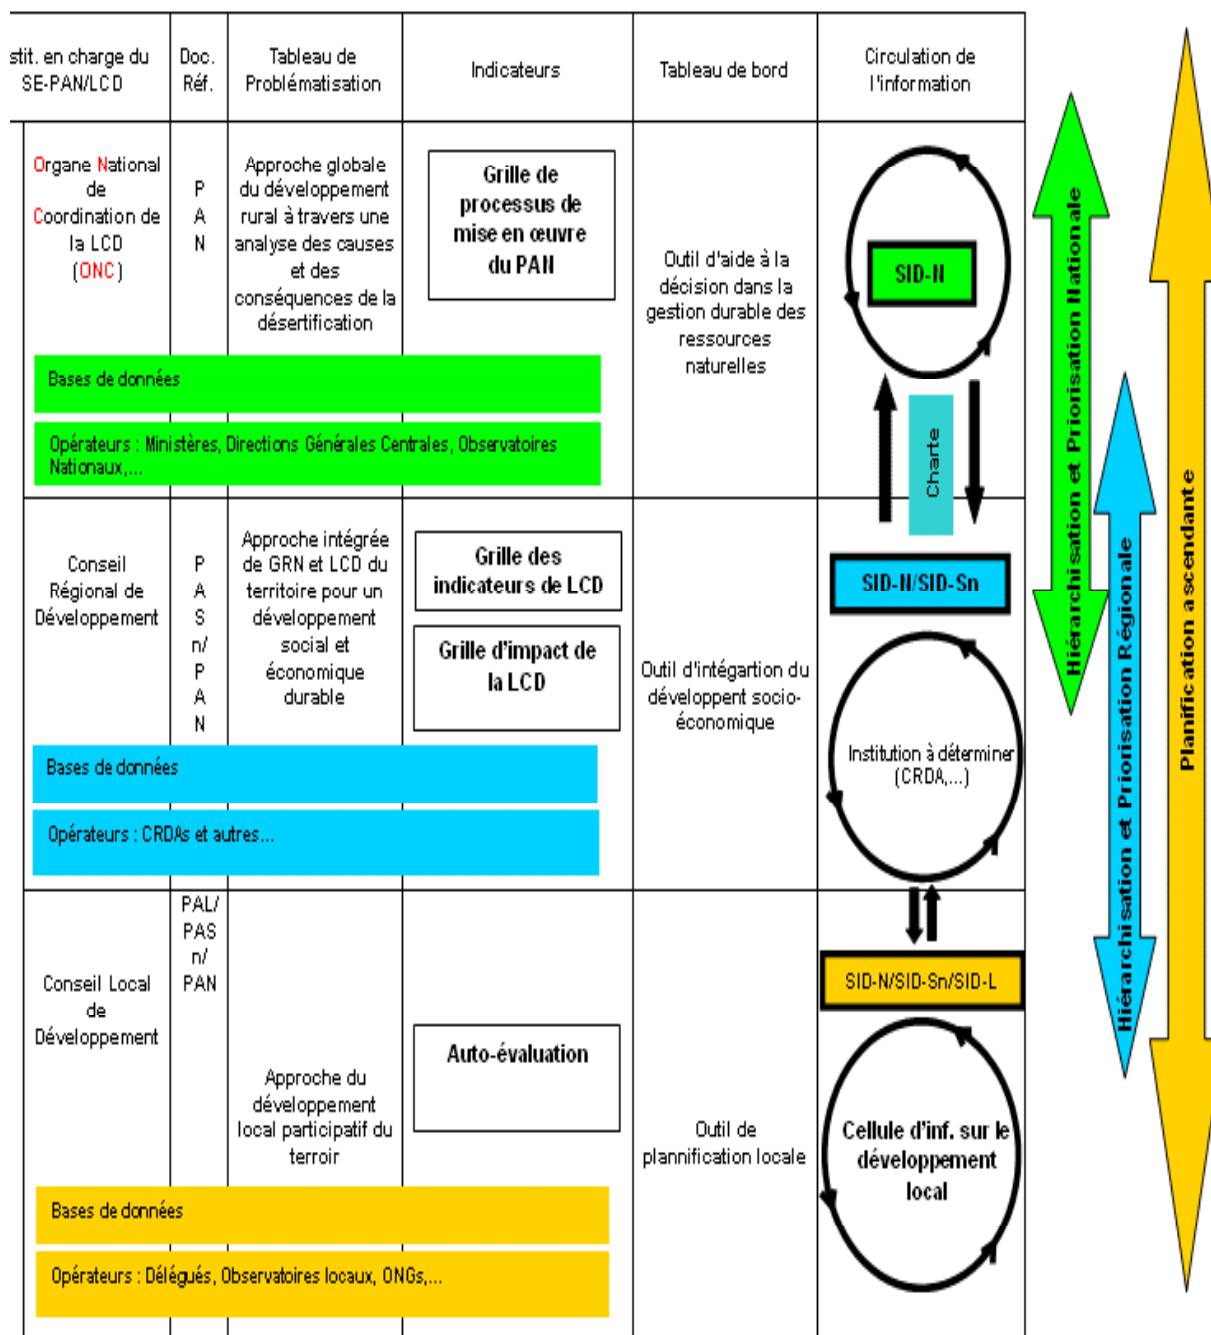 stit. en charge du
SE-PAN/LCD
Doc.
Réf.
Tableau de
Problématisation
Indicateurs
Tableau de bord
Circulation de
l'information
Organe National
de
Coordination de
la LCD
(ONC)
P
A
N
Approche globale
du développement
rural à travers une
analyse des causes
et des
conséquences de la
désertification
Grille de
processus de
mise en œuvre
du PAN
Outil d'aide à la
décision dans la
gestion durable des
ressources
naturelles
SID-N
Bases de données
Opérateurs : Ministères, Directions Générales Centrales, Observatoires
Nationaux,...
Charte
Conseil
Régional de
Développement
P
A
S
n/
P
A
N
Approche intégrée
de GRN et LCD du
territoire pour un
développement
social et
économique
durable
Grille des
indicateurs de LCD
Grille d'impact de
la LCD
Outil d'intégartion du
développent socio-
économique
SID-N/SID-Sn
Institution à déterminer
(CRDA,...)
Bases de données
Opérateurs : CRDAs et autres...
Conseil Local
de
Développement
PAL/
PAS
n/
PAN
Approche du
développement
local participatif du
terroir
Auto-évaluation
Outil de
plannification locale
SID-N/SID-Sn/SID-L
Cellule d'inf. sur le
développement
local
Bases de données
Opérateurs : Délégués, Observatoires locaux, ONGs,...
Hiérarchisation et Priorisation Nationale
Hiérarchisation et Priorisation Régionale
Planification ascendante